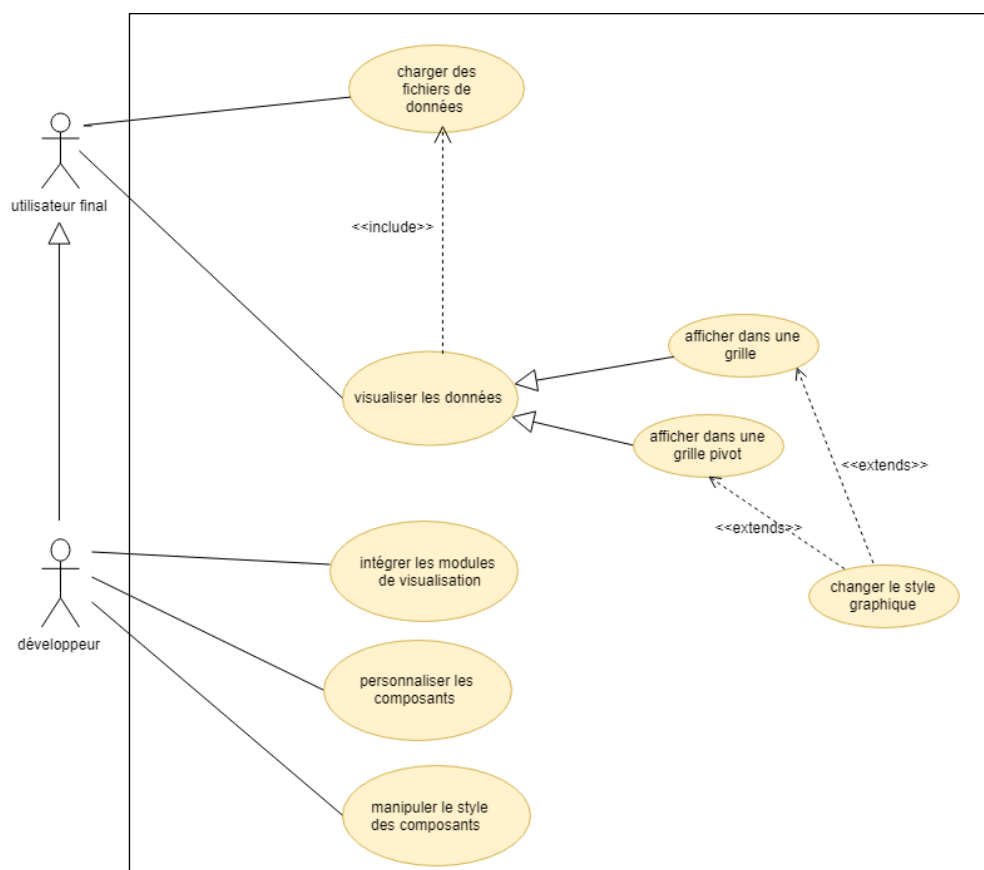 charger des
fichiers de
données
utilisateur final
<<include>>
afficher dans une
grille
visualiser les données
afficher dans une
grille pivot
<<extends>>
<<extends>>
intégrer les modules
de visualisation
changer le style
graphique
développeur
personnaliser les
composants
manipuler le style
des composants